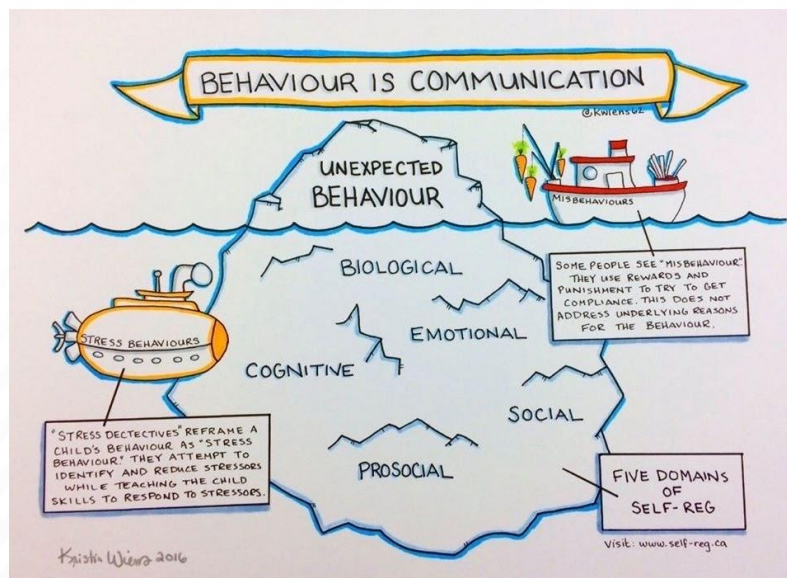 BEHAVIOUR IS COMMUNICATION
@kwiens62
UNEXPECTED
BEHAVIOUR
MISBEHAVIOURS
BIOLOGICAL
EMOTIONAL
COGNITIVE
SOCIAL
PROSOCIAL
SOME PEOPLE SEE "MISBEHAVIOUR"
THEY USE REWARDS AND
PUNISHMENT TO TRY TO GET
COMPLIANCE. THIS DOES NOT
ADDRESS UNDERLYING REASONS
FOR THE BEHAVIOUR.
STRESS BEHAVIOURS
"STRESS DECTECTIVES" REFRAME A
CHILD'S BEHAVIOUR AS "STRESS
BEHAVIOUR." THEY ATTEMPT TO
IDENTIFY AND REDUCE STRESSORS
WHILE TEACHING THE CHILD
SKILLS TO RESPOND TO STRESSORS.
FIVE DOMAINS
OF
SELF-REG
Visit: www.self-reg.ca
Kristin Wiens 2016